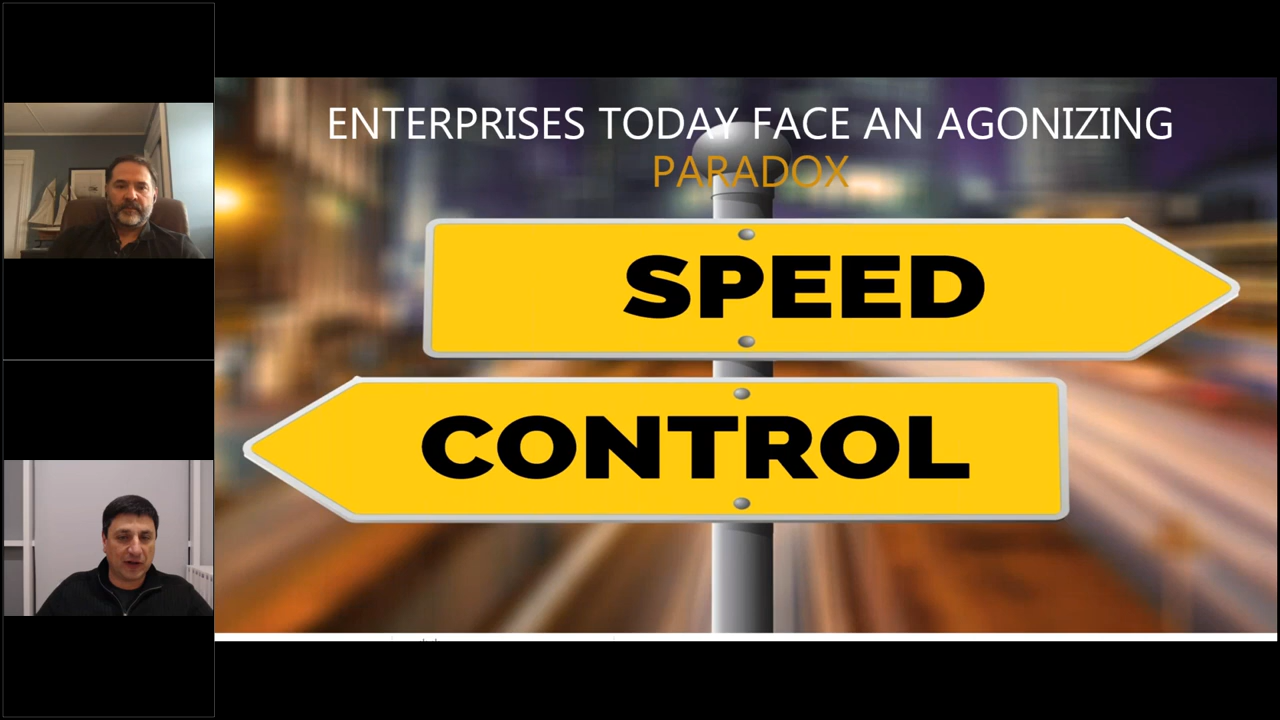 ENTERPRISES TODAY FACE AN AGONIZING
PARADOX
SPEED
CONTROL